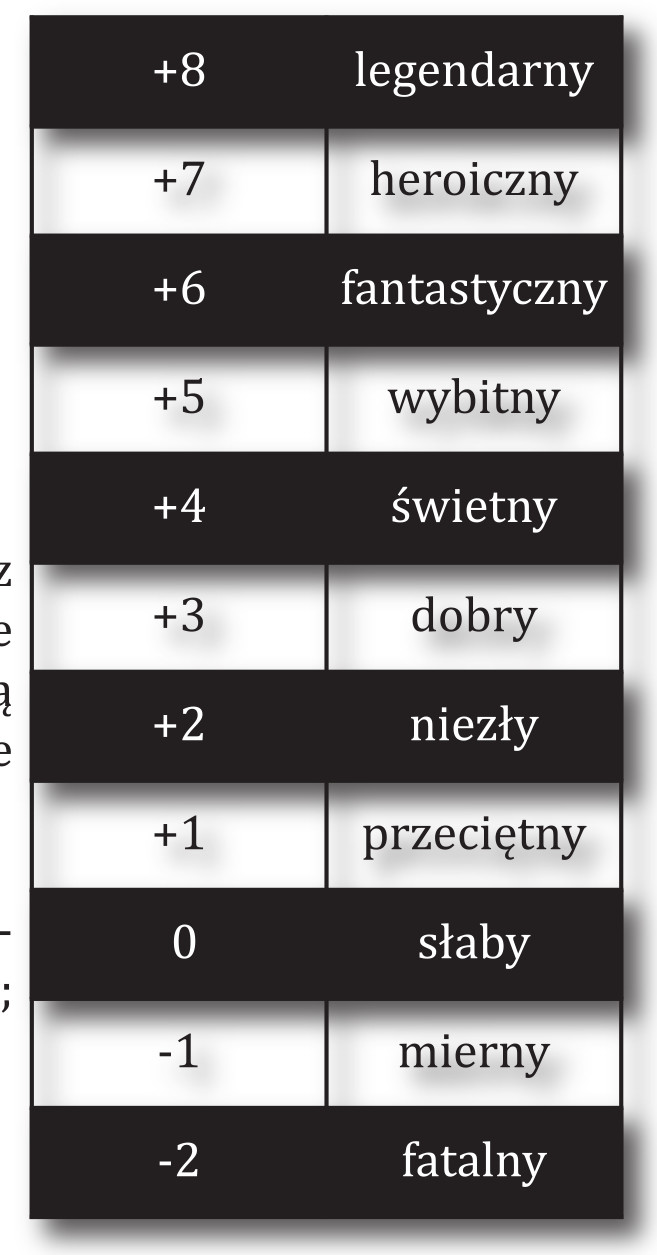 +8 legendarny
+7 heroiczny
+6 fantastyczny
+5 wybitny
+4 świetny
z
+3 dobry
e
ą
+2 niezły
e
+1 przeciętny
-
0 słaby
;
-1 mierny
-2 fatalny